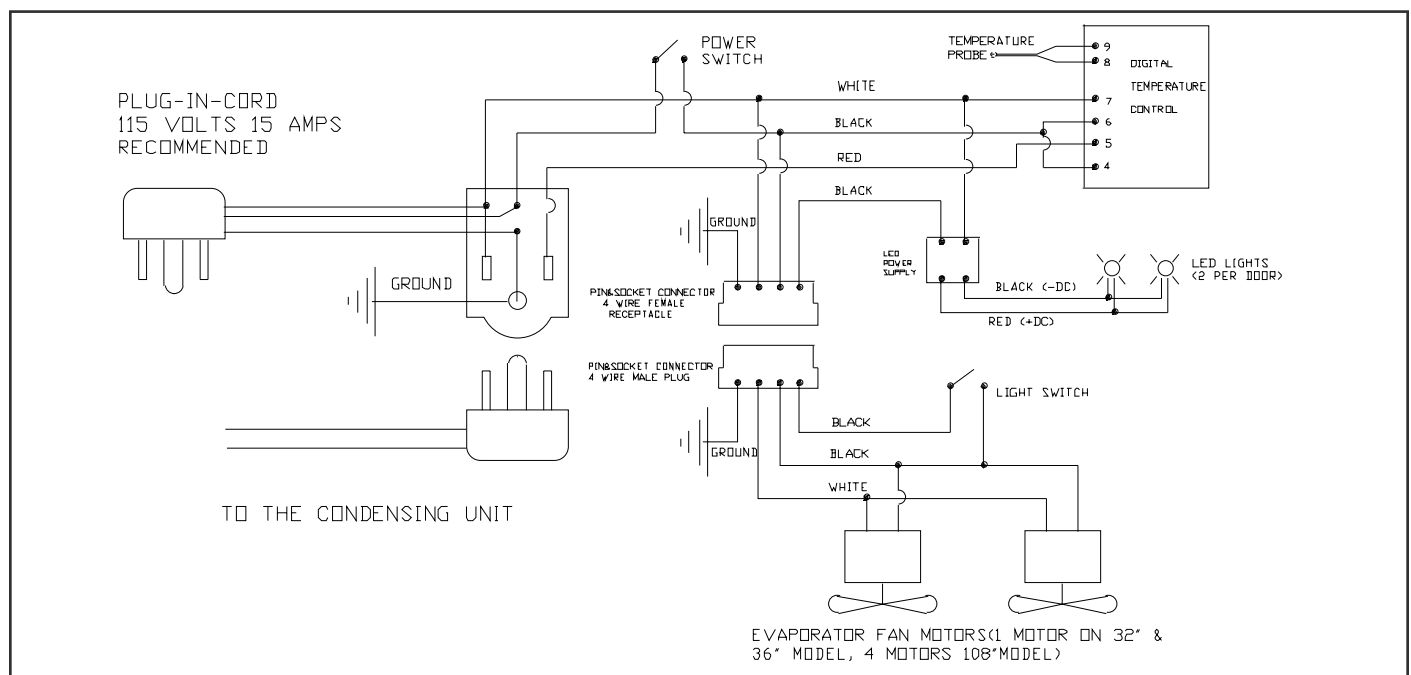 POWER
SWITCH
TEMPERATURE
PROBE
9
8
DIGITAL
TEMPERATURE
CONTROL
7
6
5
4
WHITE
BLACK
RED
BLACK
PLUG-IN-CORD
115 VOLTS 15 AMPS
RECOMMENDED
GROUND
GROUND
LED
POWER
SUPPLY
LED LIGHTS
(2 PER DOOR)
BLACK (-DC)
RED (+DC)
PIN&SOCKET CONNECTOR
4 WIRE FEMALE
RECEPTACLE
PIN&SOCKET CONNECTOR
4 WIRE MALE PLUG
LIGHT SWITCH
BLACK
GROUND
BLACK
WHITE
TO THE CONDENSING UNIT
EVAPORATOR FAN MOTORS(1 MOTOR ON 32" &
36" MODEL, 4 MOTORS 108"MODEL)